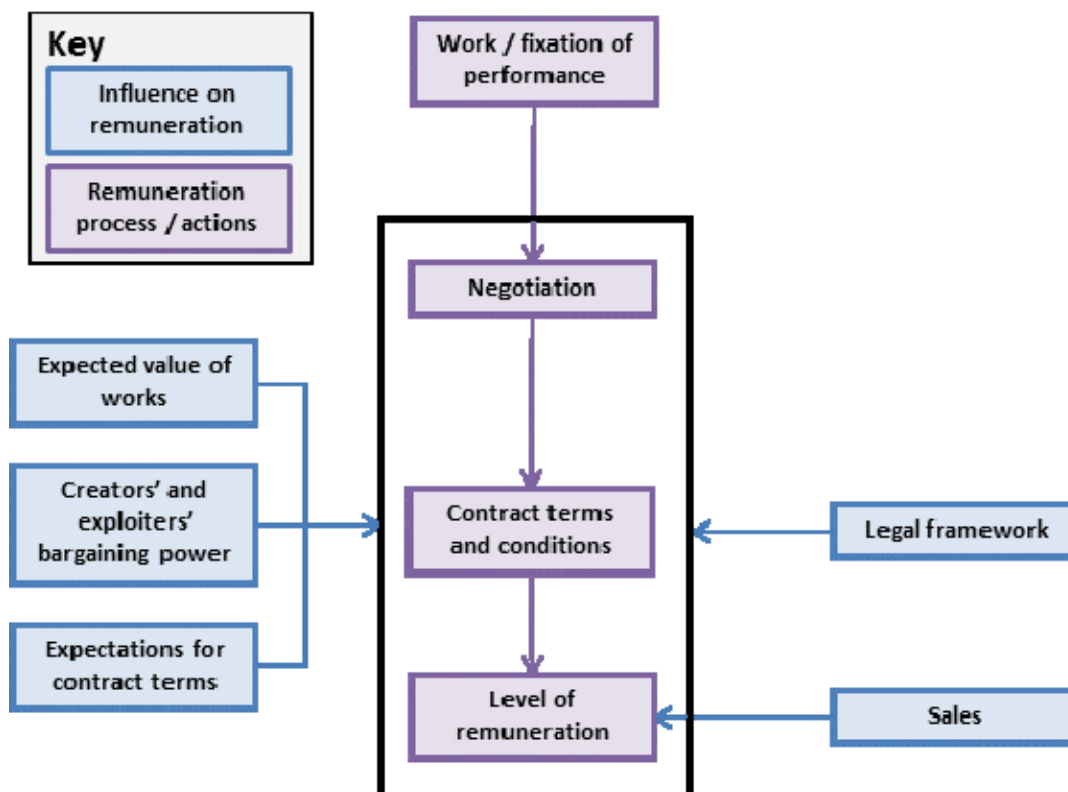 Key
Influence on
remuneration
Remuneration
process / actions
Work / fixation of
performance
Negotiation
Expected value of
works
Creators' and
exploiters'
bargaining power
Expectations for
contract terms
Contract terms
and conditions
Legal framework
Level of
remuneration
Sales